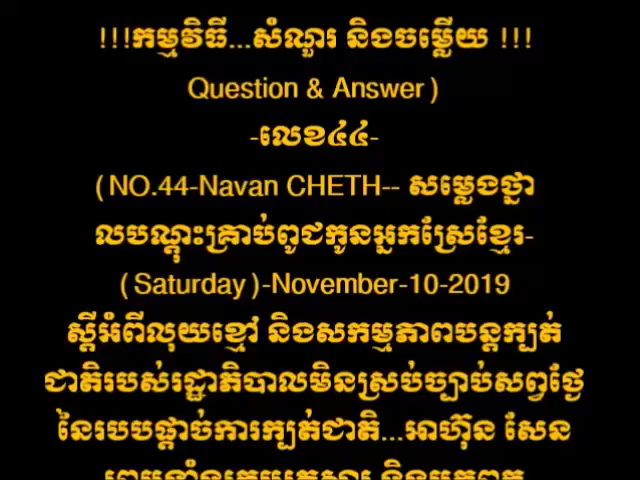 !!!កម្មវិធី...សំណួរ និងចម្លើយ !!!
Question & Answer )
-លេខ៤៤-
( NO.44-Navan CHETH-- សម្លេងថ្នា
លបណ្តុះគ្រាប់ពូជកូនអ្នកស្រែខ្មែរ-
( Saturday )-November-10-2019
ស្តីអំពីលុយខ្មៅ និងសកម្មភាពបន្តក្បត់
ជាតិរបស់រដ្ឋាភិបាលមិនស្របច្បាប់សព្វថ្ងៃ
នៃរបបផ្តាច់ការក្បត់ជាតិ...អាហ៊ុន សែន